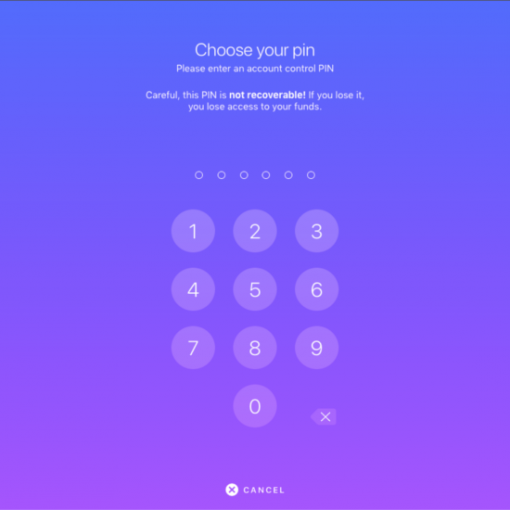 Choose your pin
Please enter an account control PIN
Careful, this PIN is not recoverable! If you lose it,
you lose access to your funds.
1 2 3
4 5 6
7 8 9
0
CANCEL